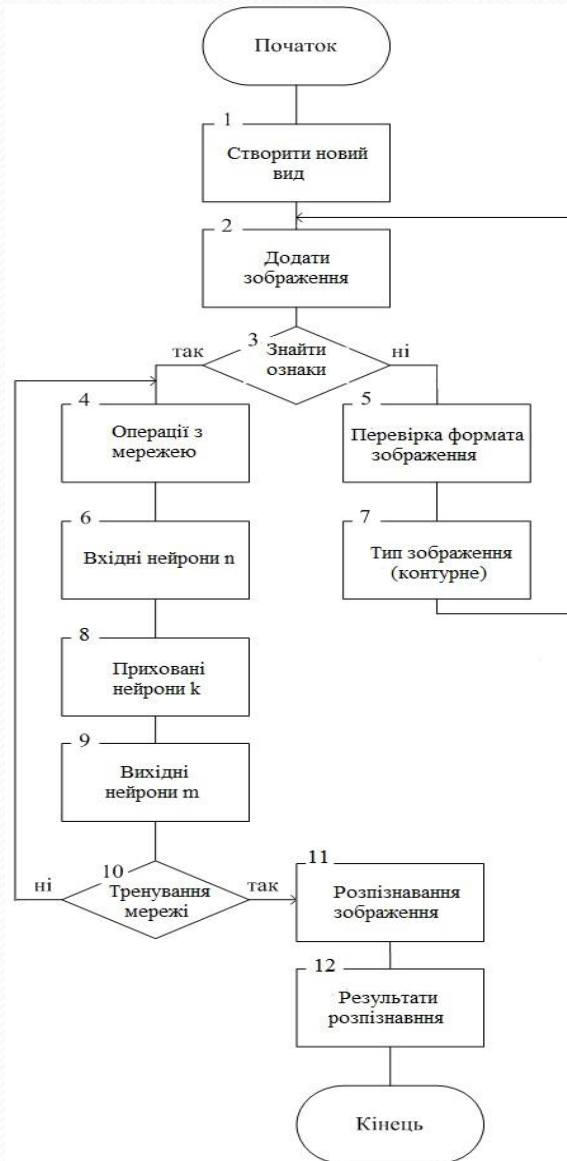 Початок
1
Створити новий
вид
2
Додати
зображення
3
Знайти
ознаки
так
ні
4
Операції з
мережею
5
Перевірка формата
зображення
6
Вхідні нейрони n
7
Тип зображення
(контурне)
8
Приховані
нейрони k
9
Вихідні
нейрони m
10
Тренування
мережі
ні
так
11
Розпізнавання
зображення
12
Результати
розпізнавння
Кінець